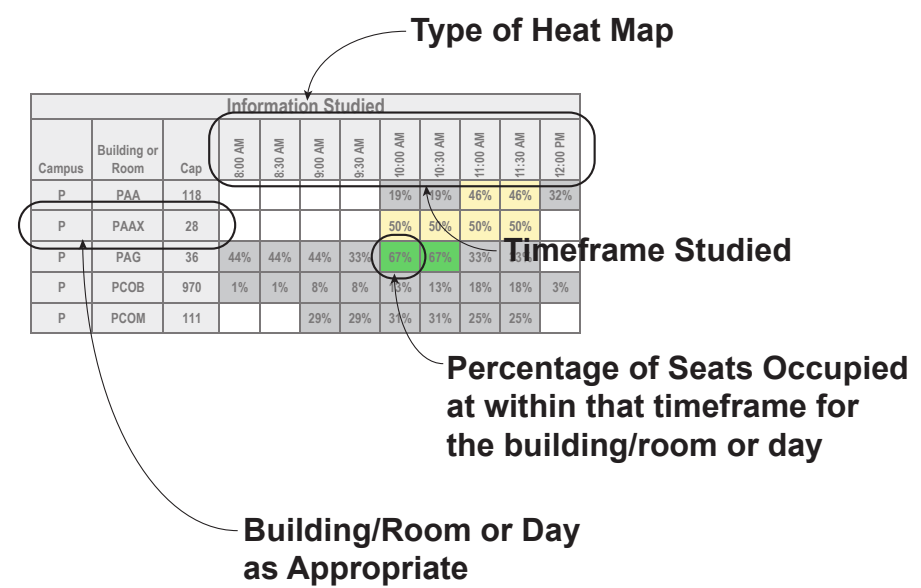 Type of Heat Map
Information Studied
Campus Building or Room Cap 8:00 AM 8:30 AM 9:00 AM 9:30 AM 10:00 AM 10:30 AM 11:00 AM 11:30 AM 12:00 PM
P PAA 118 19% 19% 46% 46% 32%
P PAAX 28 50% 50% 50% 50%
Timeframe Studied
P PAG 36 44% 44% 44% 33% 67% 67% 33% 33%
P PCOB 970 1% 1% 8% 8% 13% 13% 18% 18% 3%
P PCOM 111 29% 29% 31% 31% 25% 25%
Percentage of Seats Occupied
at within that timeframe for
the building/room or day
Building/Room or Day
as Appropriate